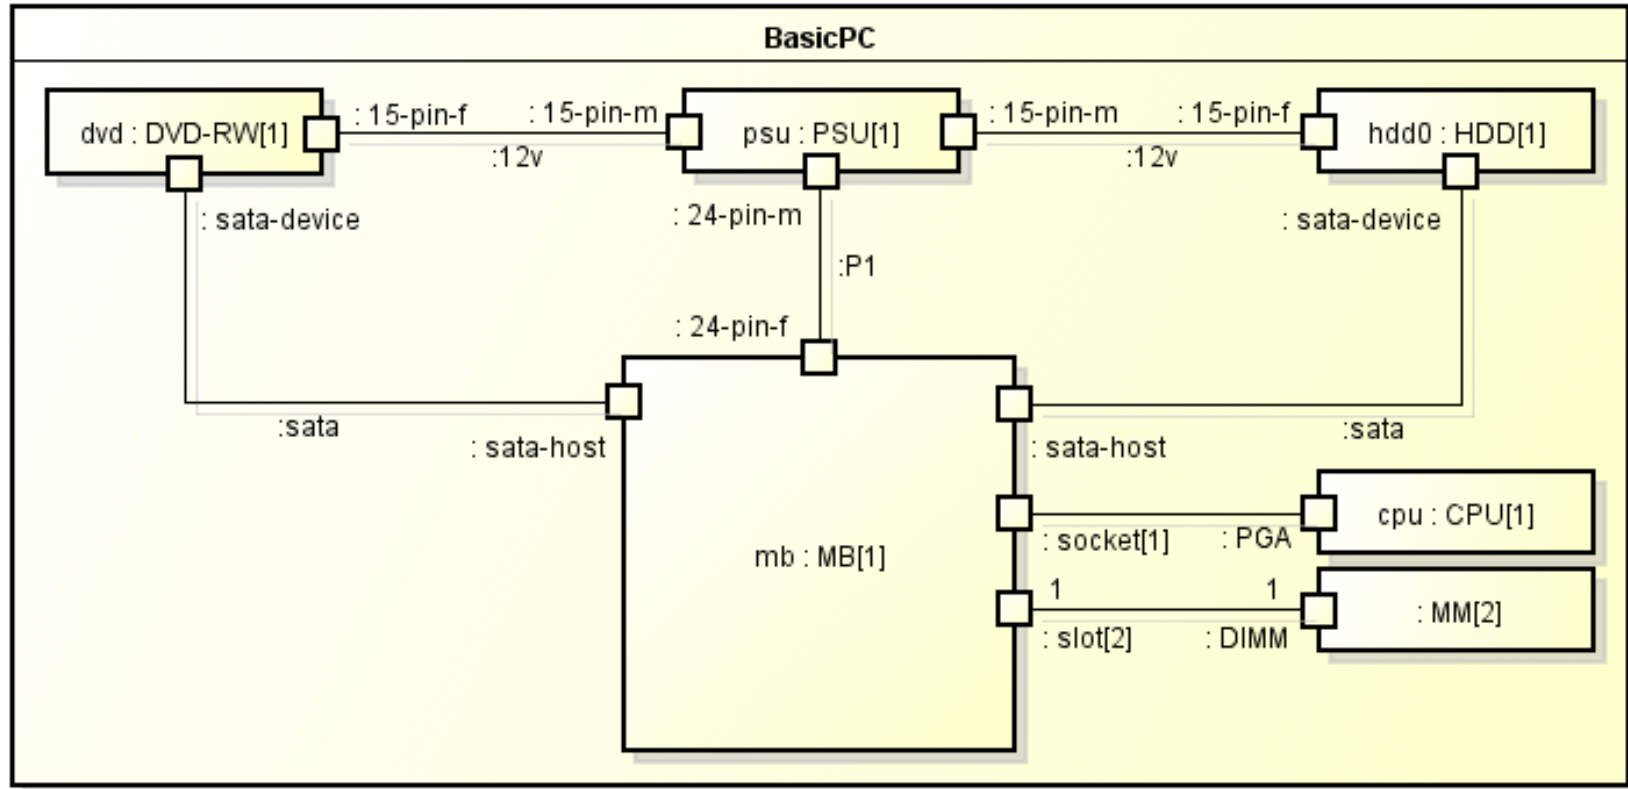 BasicPC
dvd : DVD-RW[1]
: 15-pin-f
: 15-pin-m
:12v
psu : PSU[1]
: 15-pin-m
: 15-pin-f
:12v
hdd0 : HDD[1]
: sata-device
: 24-pin-m
: sata-device
:P1
: 24-pin-f
:sata
: sata-host
:sata
: sata-host
mb : MB[1]
: socket[1]
: PGA
cpu : CPU[1]
1
1
: slot[2]
: DIMM
: MM[2]